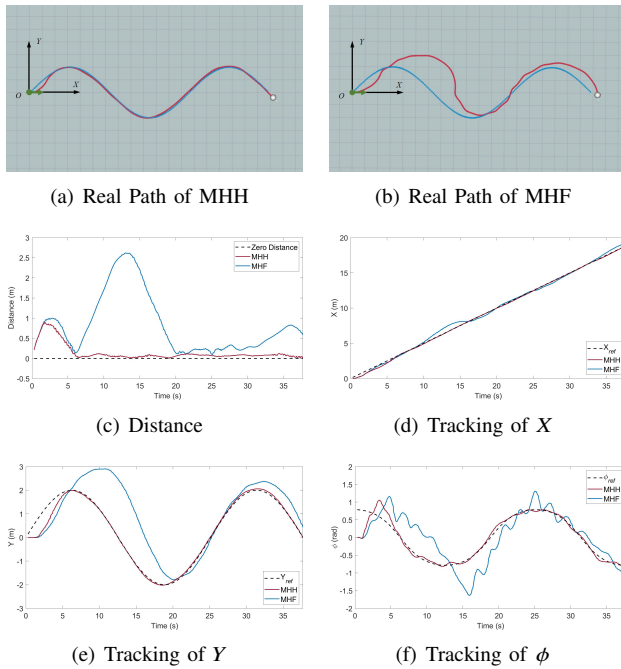 Y
O
X
Y
O
X
(a) Real Path of MHH
(b) Real Path of MHF
3
2.5
2
1.5
1
0.5
0
-0.5
Distance (m)
0 5 10 15 20 25 30 35
Time (s)
Zero Distance
MHH
MHF
20
15
10
5
0
X (m)
0 5 10 15 20 25 30 35
Time (s)
X_ref
MHH
MHF
(c) Distance
(d) Tracking of X
3
2
1
0
-1
-2
-3
Y (m)
0 5 10 15 20 25 30 35
Time (s)
Y_ref
MHH
MHF
2
1.5
1
0.5
0
-0.5
-1
-1.5
-2
ϕ (rad)
0 5 10 15 20 25 30 35
Time (s)
ϕ_ref
MHH
MHF
(e) Tracking of Y
(f) Tracking of ϕ